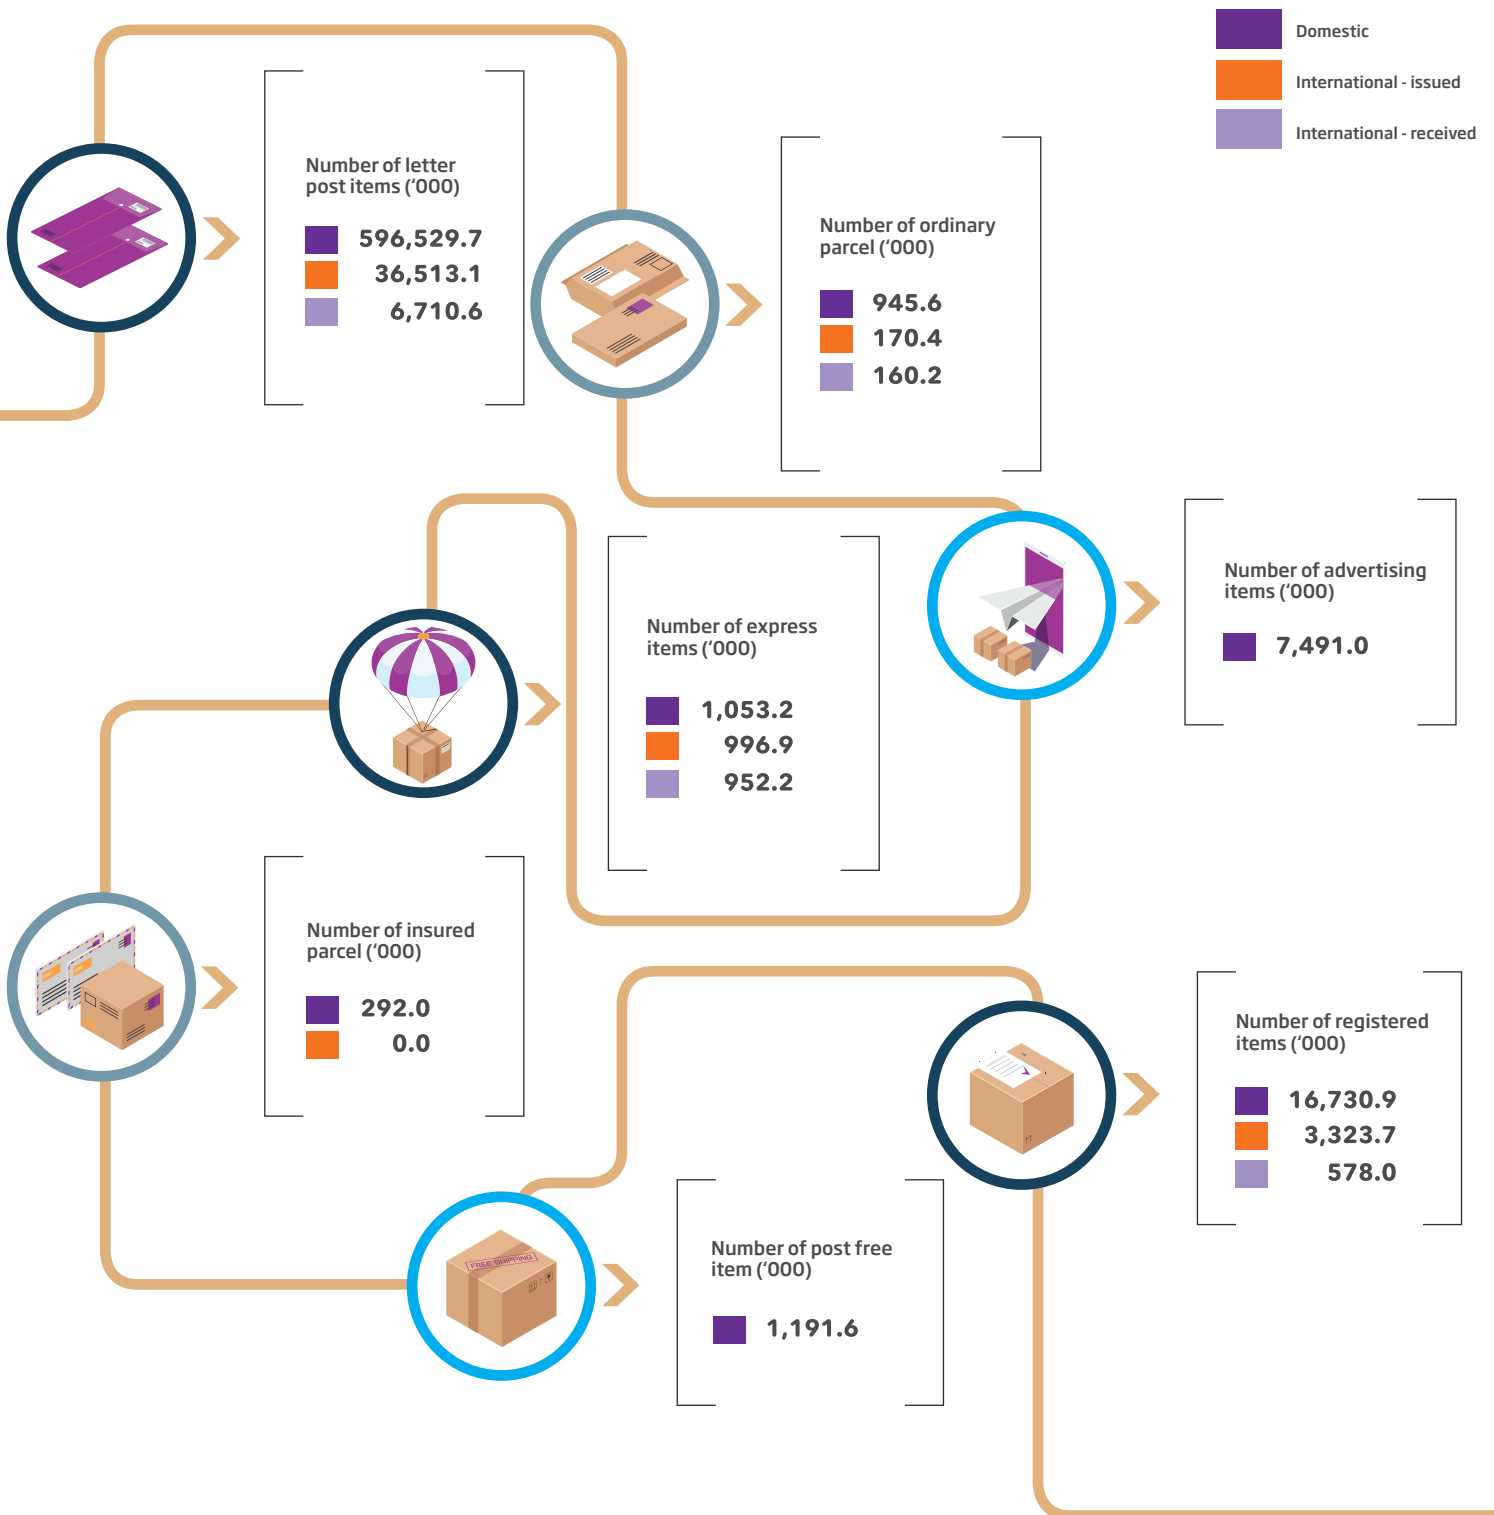 Domestic
International - issued
International - received
Number of letter
post items (‘000)
596,529.7
36,513.1
6,710.6
Number of ordinary
parcel (‘000)
945.6
170.4
160.2
Number of advertising
items (‘000)
7,491.0
Number of express
items (‘000)
1,053.2
996.9
952.2
Number of insured
parcel (‘000)
292.0
0.0
Number of registered
items (‘000)
16,730.9
3,323.7
578.0
FREE SHIPPING
Number of post free
item (‘000)
1,191.6